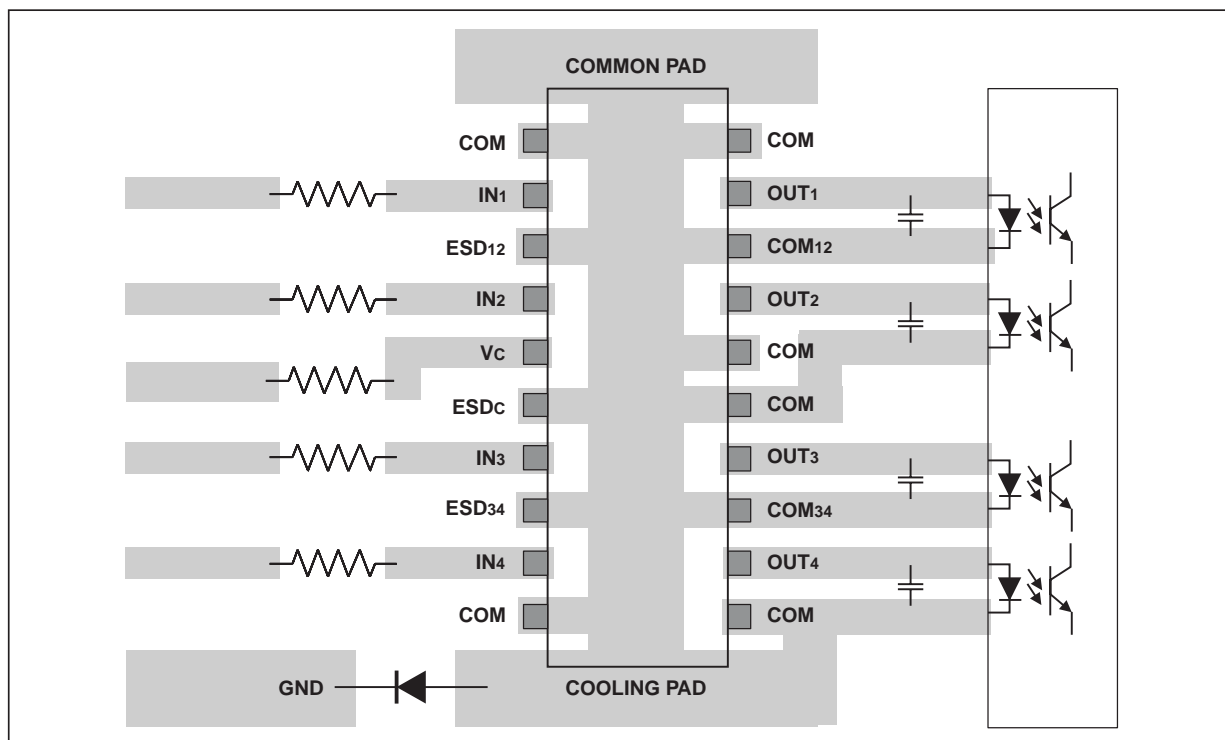 COMMON PAD
COM COM
IN1 OUT1
ESD12 COM12
IN2 OUT2
VC COM
ESDC COM
IN3 OUT3
ESD34 COM34
IN4 OUT4
COM COM
GND COOLING PAD